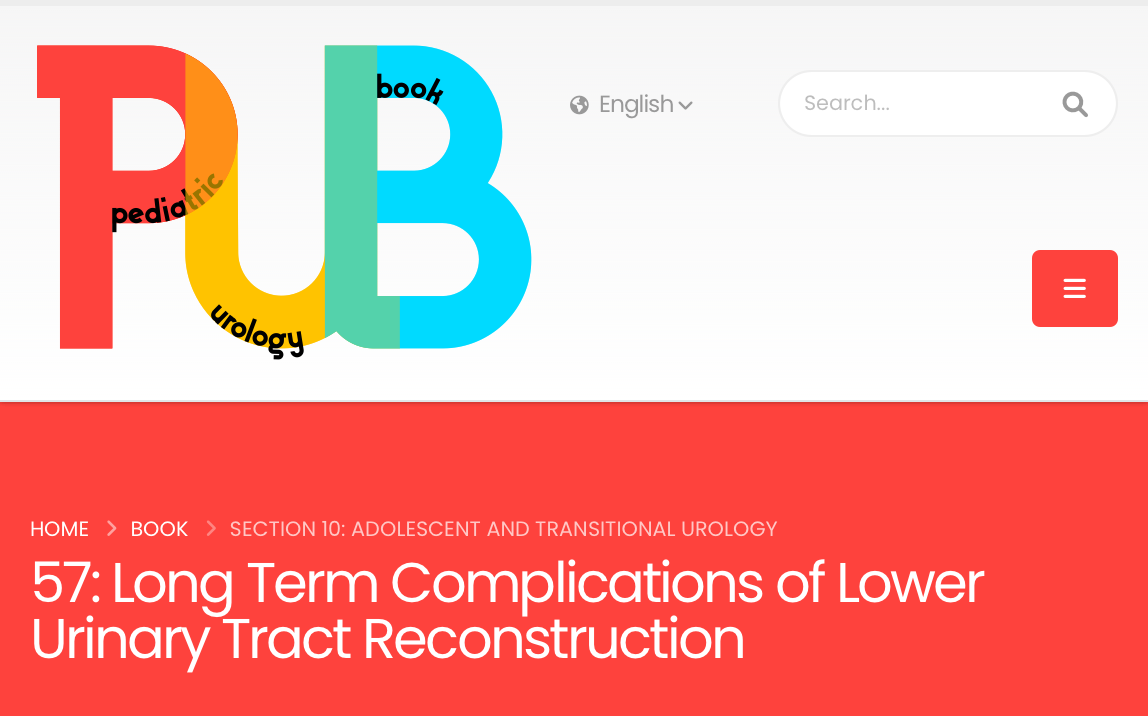 PUB
book
pediatric
urology
English
Search...
HOME > BOOK > SECTION 10: ADOLESCENT AND TRANSITIONAL UROLOGY
57: Long Term Complications of Lower
Urinary Tract Reconstruction